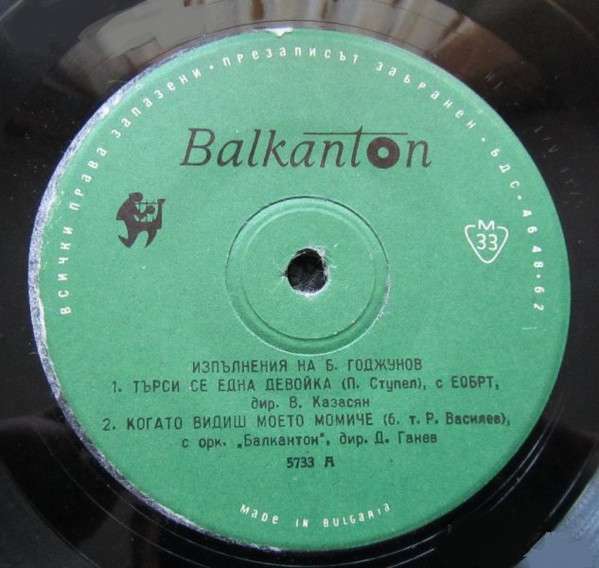 ВСИЧКИ ПРАВА ЗАПАЗЕНИ · ПРЕЗАПИСЪТ ЗАБРАНЕН · БДС · 4648-62
Balkanton
М
33
ИЗПЪЛНЕНИЯ НА Б. ГОДЖУНОВ
1. ТЪРСИ СЕ ЕДНА ДЕВОЙКА (П. Ступел), с ЕОБРТ,
дир. В. Казасян
2. КОГАТО ВИДИШ МОЕТО МОМИЧЕ (б. т. Р. Василев),
с орк. „Балкантон", дир. Д. Ганев
5733 А
MADE IN BULGARIA